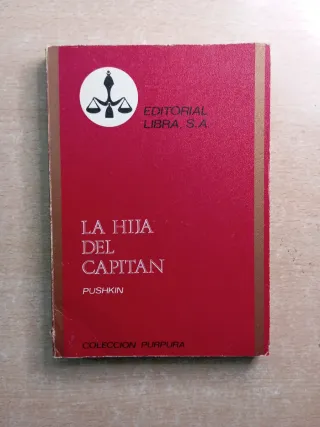 EDITORIAL
LIBRA, S.A.
LA HIJA
DEL
CAPITAN
PUSHKIN
COLECCION PURPURA